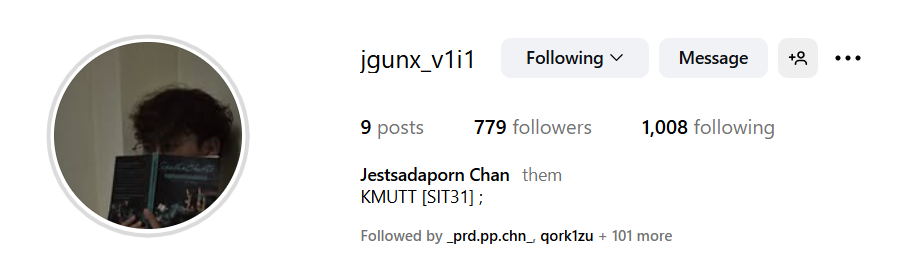 jgunx_v1i1 Following Message
9 posts 779 followers 1,008 following
Jestsadaporn Chan them
KMUTT [SIT31] ;
Followed by _prd.pp.chn_, qork1zu + 101 more